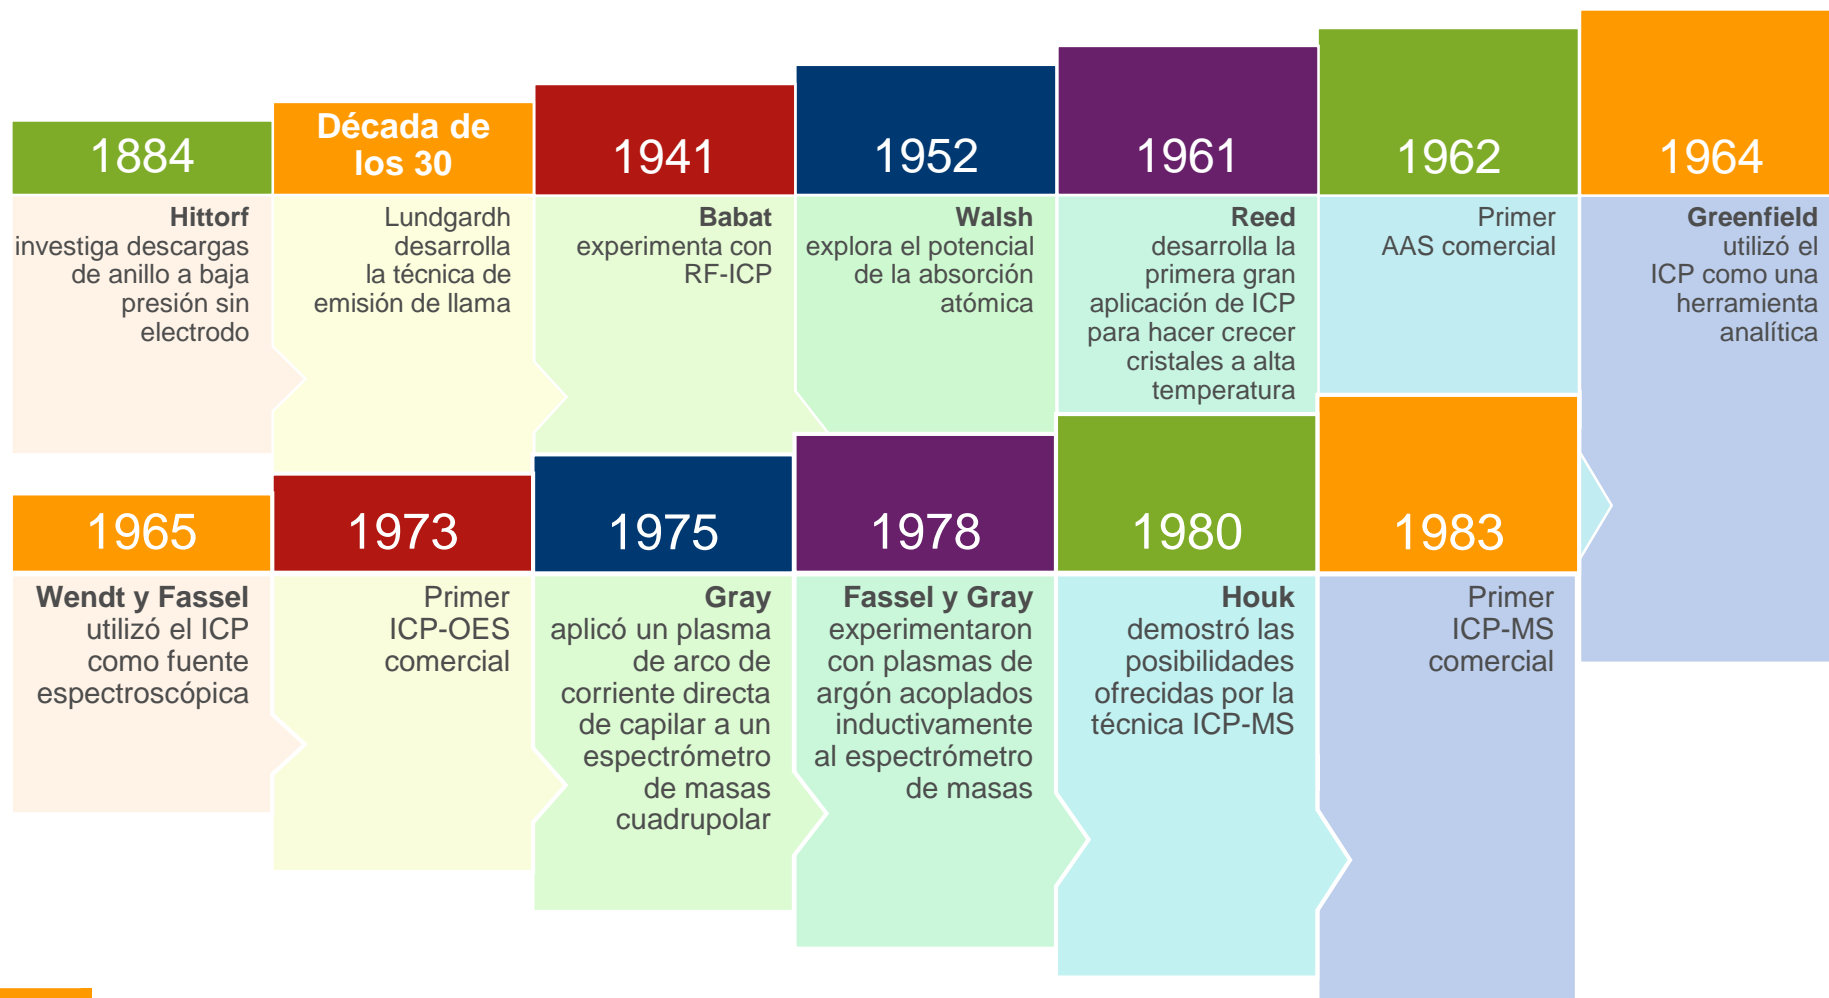 1884
Hittorf
investiga descargas
de anillo a baja
presión sin
electrodo
Década de
los 30
Lundgardh
desarrolla
la técnica de
emisión de llama
1941
Babat
experimenta con
RF-ICP
1952
Walsh
explora el potencial
de la absorción
atómica
1961
Reed
desarrolla la
primera gran
aplicación de ICP
para hacer crecer
cristales a alta
temperatura
1962
Primer
AAS comercial
1964
Greenfield
utilizó el
ICP como una
herramienta
analítica
1965
Wendt y Fassel
utilizó el ICP
como fuente
espectroscópica
1973
Primer
ICP-OES
comercial
1975
Gray
aplicó un plasma
de arco de
corriente directa
de capilar a un
espectrómetro
de masas
cuadrupolar
1978
Fassel y Gray
experimentaron
con plasmas de
argón acoplados
inductivamente
al espectrómetro
de masas
1980
Houk
demostró las
posibilidades
ofrecidas por la
técnica ICP-MS
1983
Primer
ICP-MS
comercial